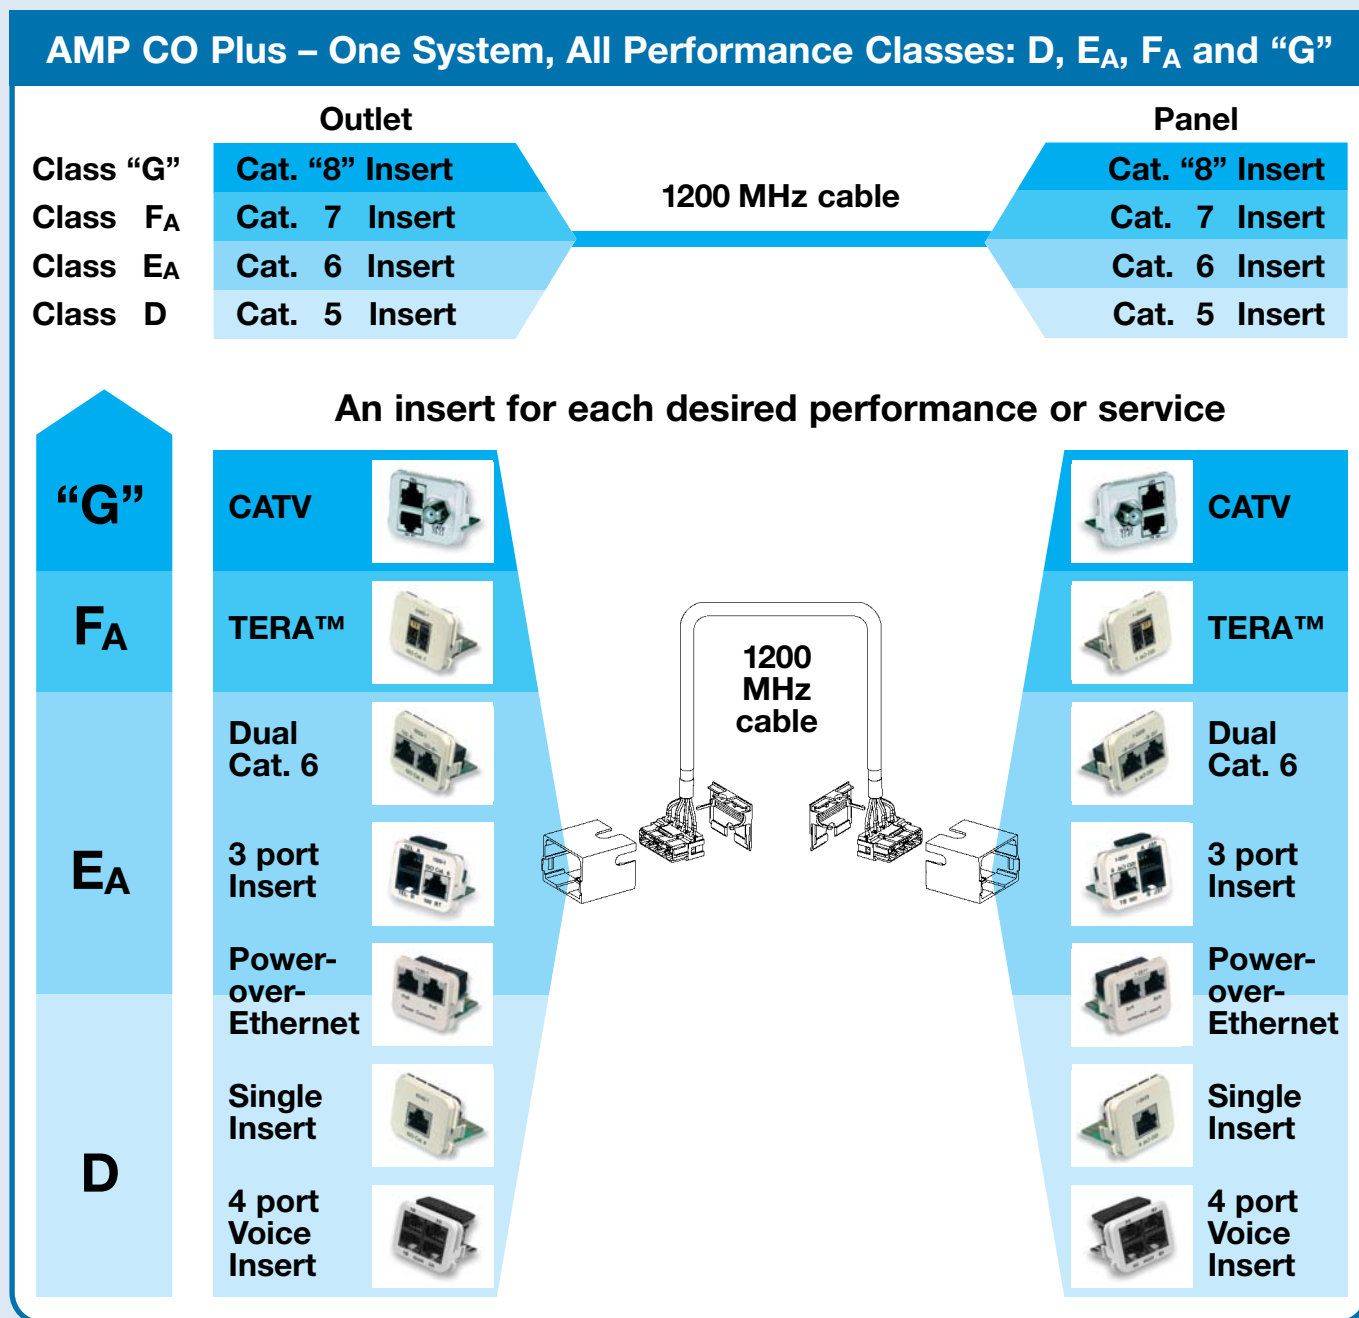 AMP CO Plus – One System, All Performance Classes: D, EA, FA and “G”
Outlet
Panel
Class “G”
Cat. “8” Insert
1200 MHz cable
Cat. “8” Insert
Class FA
Cat. 7 Insert
Cat. 7 Insert
Class EA
Cat. 6 Insert
Cat. 6 Insert
Class D
Cat. 5 Insert
Cat. 5 Insert
An insert for each desired performance or service
“G”
CATV
CATV
FA
TERA™
TERA™
1200
MHz
cable
Dual
Cat. 6
Dual
Cat. 6
EA
3 port
Insert
3 port
Insert
Power-
over-
Ethernet
Power-
over-
Ethernet
D
Single
Insert
Single
Insert
4 port
Voice
Insert
4 port
Voice
Insert